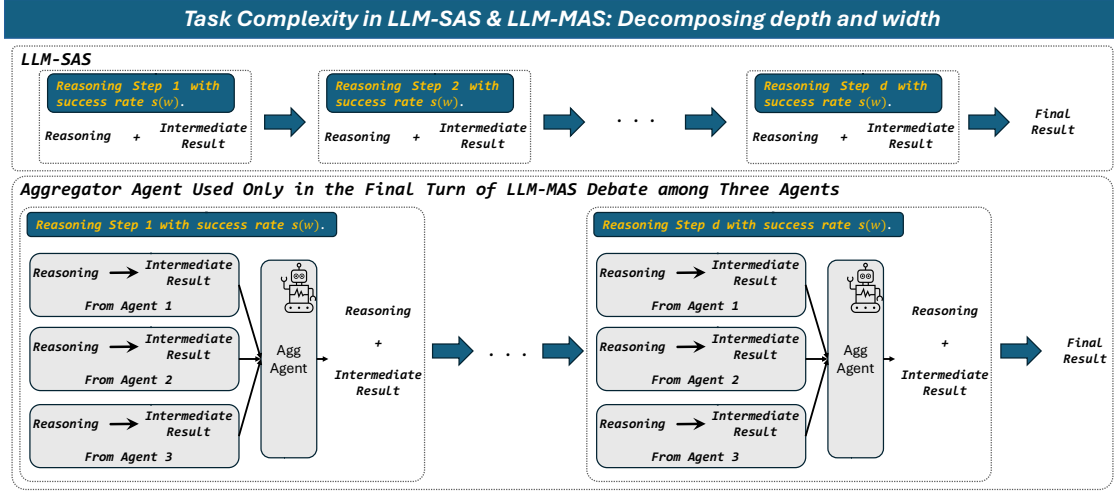 Task Complexity in LLM-SAS & LLM-MAS: Decomposing depth and width
LLM-SAS
Reasoning Step 1 with
success rate s(w).
Reasoning + Intermediate
Result
Reasoning Step 2 with
success rate s(w).
Reasoning + Intermediate
Result
. . .
Reasoning Step d with
success rate s(w).
Reasoning + Intermediate
Result
Final
Result
Aggregator Agent Used Only in the Final Turn of LLM-MAS Debate among Three Agents
Reasoning Step 1 with success rate s(w).
Reasoning Intermediate
Result
From Agent 1
Reasoning Intermediate
Result
From Agent 2
Reasoning Intermediate
Result
From Agent 3
Agg
Agent
Reasoning
+
Intermediate
Result
. . .
Reasoning Step d with success rate s(w).
Reasoning Intermediate
Result
From Agent 1
Reasoning Intermediate
Result
From Agent 2
Reasoning Intermediate
Result
From Agent 3
Agg
Agent
Reasoning
+
Intermediate
Result
Final
Result